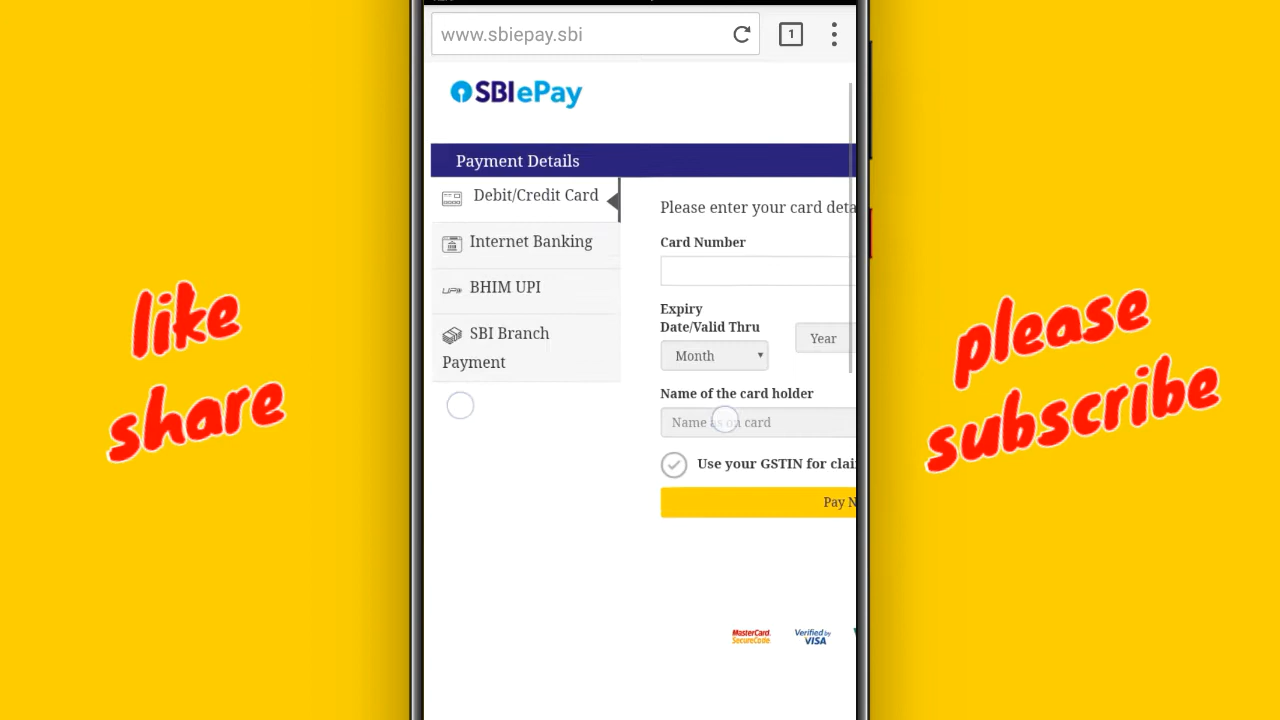 www.sbiepay.sbi
1
SBI ePay
Payment Details
Debit/Credit Card
Internet Banking
BHIM UPI
SBI Branch
Payment
Please enter your card deta
Card Number
Expiry
Date/Valid Thru
Month
Year
Name of the card holder
Name as on card
Use your GSTIN for clai
Pay N
MasterCard.
SecureCode.
Verified by
VISA
like
share
please
subscribe